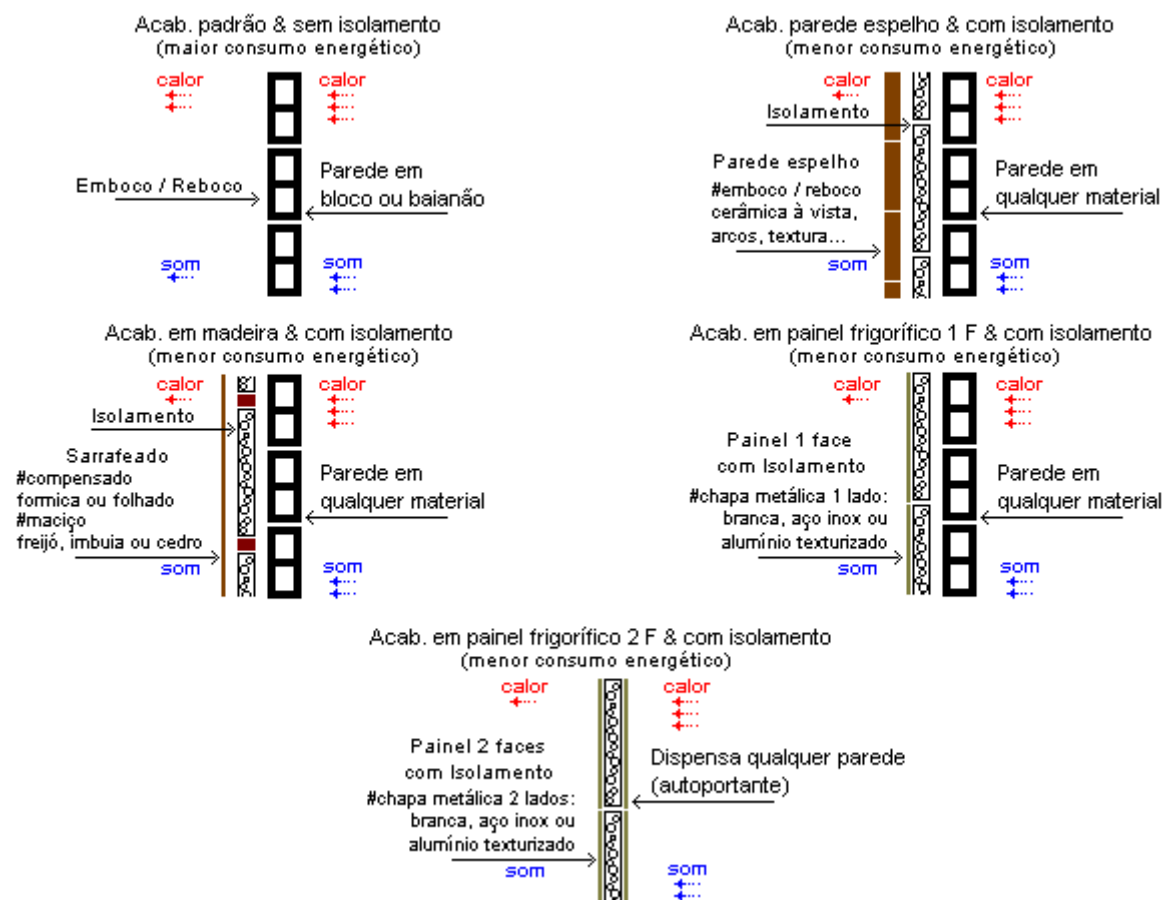 Acab. padrão & sem isolamento
(maior consumo energético)
calor
calor
Emboco / Reboco
Parede em
bloco ou baianão
som
som
Acab. parede espelho & com isolamento
(menor consumo energético)
calor
calor
Isolamento
Parede espelho
#emboco / reboco
cerâmica à vista,
arcos, textura...
Parede em
qualquer material
som
som
Acab. em madeira & com isolamento
(menor consumo energético)
calor
calor
Isolamento
Sarrafeado
#compensado
formica ou folhado
#maciço
freijó, imbuia ou cedro
Parede em
qualquer material
som
som
Acab. em painel frigorífico 1 F & com isolamento
(menor consumo energético)
calor
calor
Painel 1 face
com Isolamento
#chapa metálica 1 lado:
branca, aço inox ou
alumínio texturizado
Parede em
qualquer material
som
som
Acab. em painel frigorífico 2 F & com isolamento
(menor consumo energético)
calor
calor
Painel 2 faces
com Isolamento
#chapa metálica 2 lados:
branca, aço inox ou
alumínio texturizado
Dispensa qualquer parede
(autoportante)
som
som